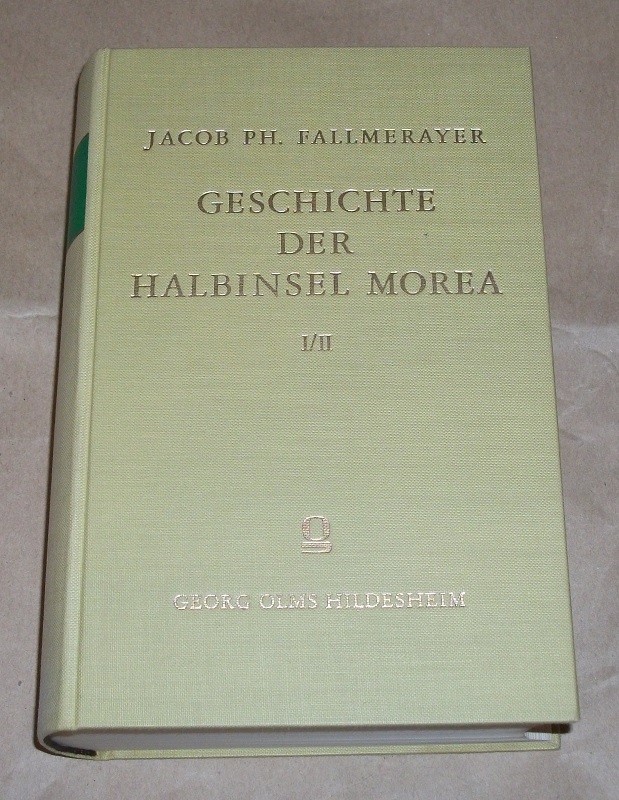 JACOB PH. FALLMERAYER
GESCHICHTE
DER
HALBINSEL MOREA
I/II
GEORG OLMS HILDESHEIM